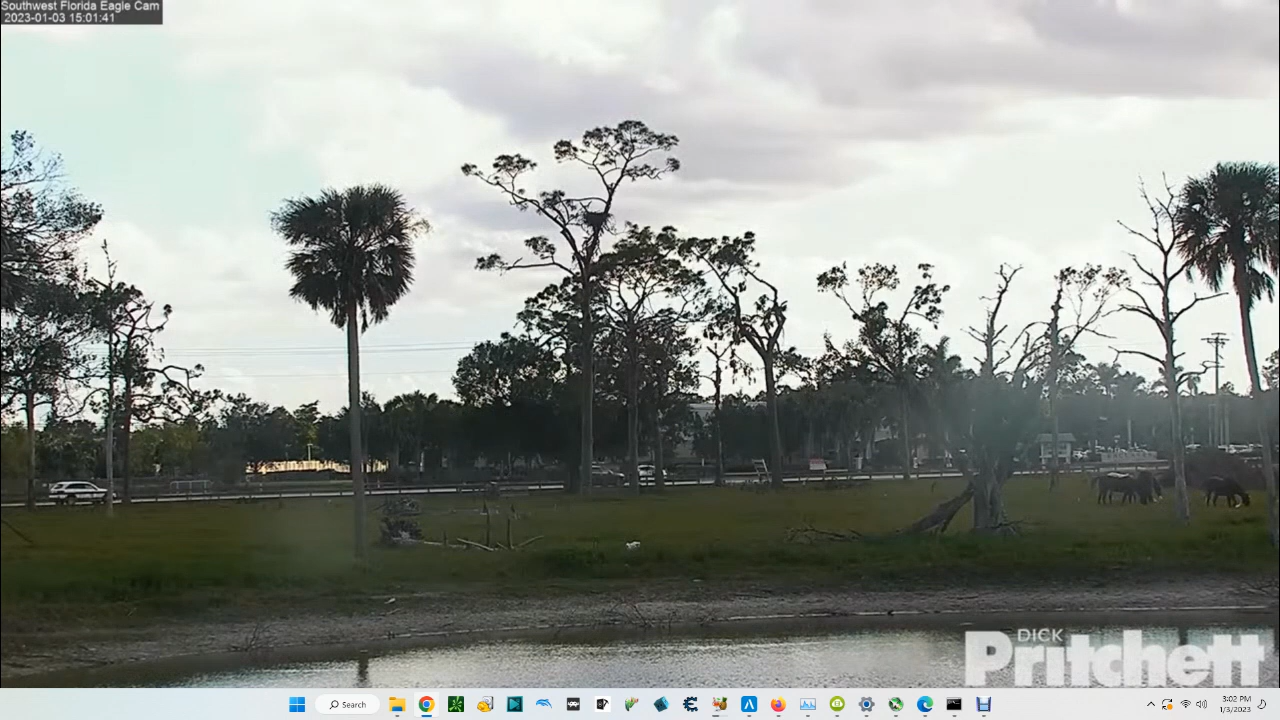 Southwest Florida Eagle Cam
2023-01-03 15:01:41
DICK
Pritchett
Search
3:02 PM
1/3/2023